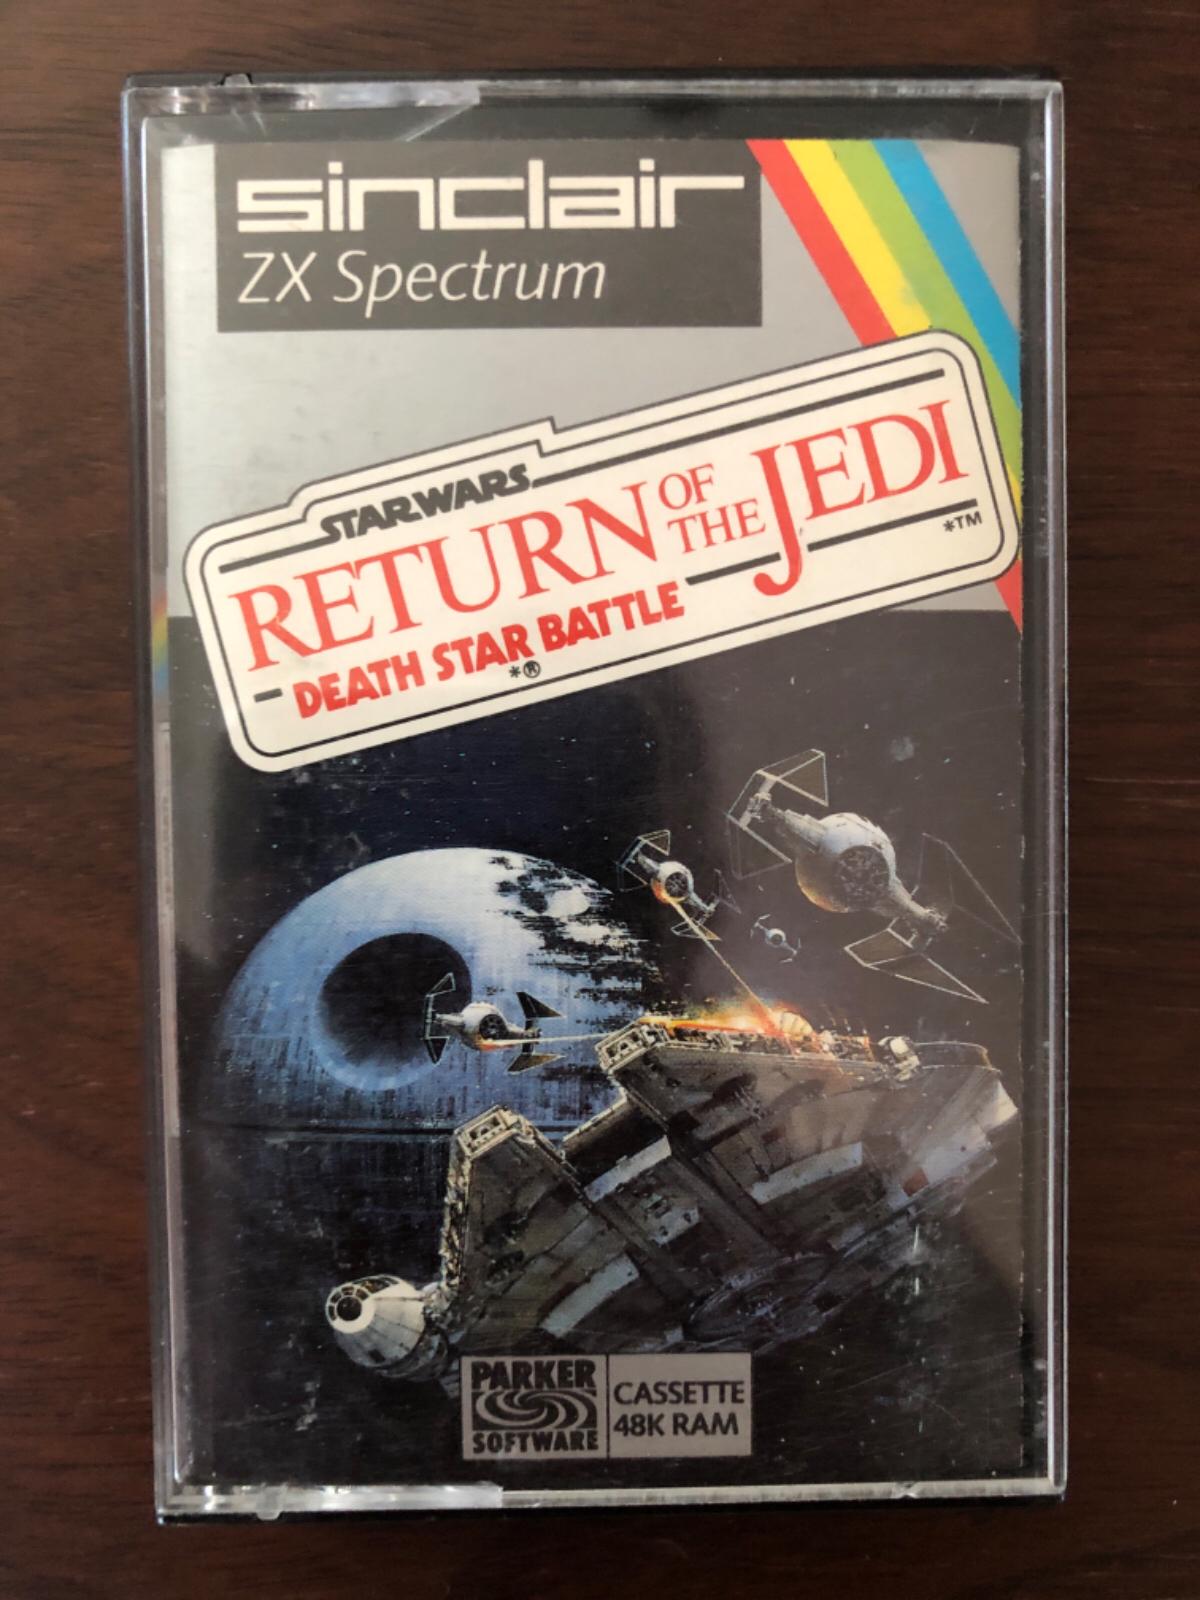 sinclair
ZX Spectrum
STAR WARS
RETURN OF THE JEDI
*TM
DEATH STAR BATTLE
*®
PARKER
SOFTWARE
CASSETTE
48K RAM